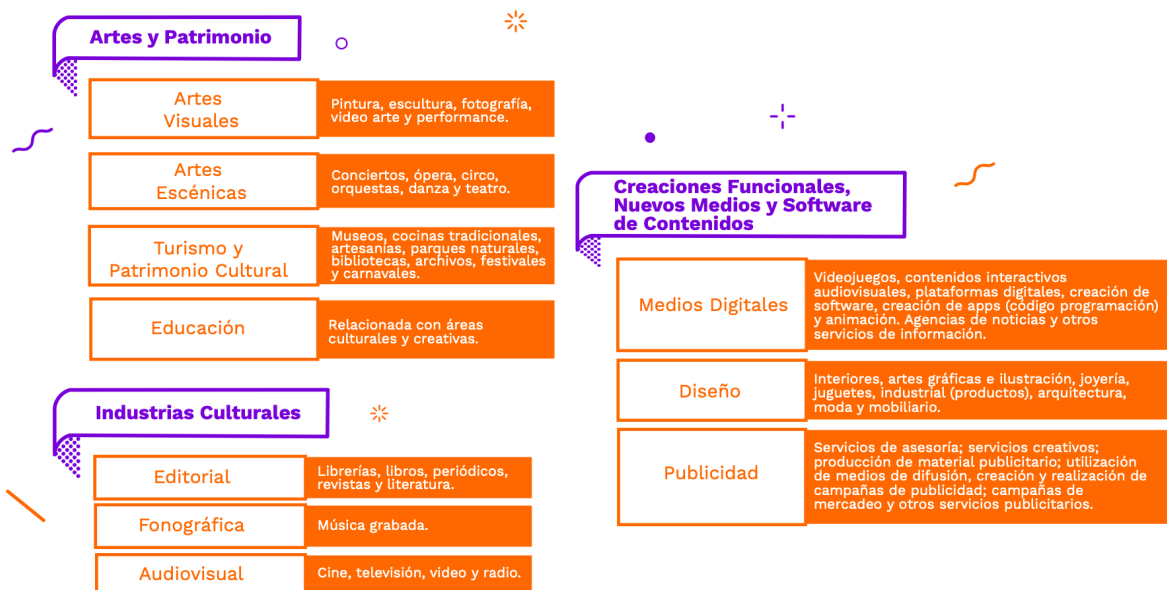 Artes y Patrimonio
Artes
Visuales
Pintura, escultura, fotografía,
video arte y performance.
Artes
Escénicas
Conciertos, ópera, circo,
orquestas, danza y teatro.
Turismo y
Patrimonio Cultural
Museos, cocinas tradicionales,
artesanías, parques naturales,
bibliotecas, archivos, festivales
y carnavales.
Educación
Relacionada con áreas
culturales y creativas.
Industrias Culturales
Editorial
Librerías, libros, periódicos,
revistas y literatura.
Fonográfica
Música grabada.
Audiovisual
Cine, televisión, video y radio.
Creaciones Funcionales,
Nuevos Medios y Software
de Contenidos
Medios Digitales
Videojuegos, contenidos interactivos
audiovisuales, plataformas digitales, creación de
software, creación de apps (código programación)
y animación. Agencias de noticias y otros
servicios de información.
Diseño
Interiores, artes gráficas e ilustración, joyería,
juguetes, industrial (productos), arquitectura,
moda y mobiliario.
Publicidad
Servicios de asesoría; servicios creativos;
producción de material publicitario; utilización
de medios de difusión, creación y realización de
campañas de publicidad; campañas de
mercadeo y otros servicios publicitarios.